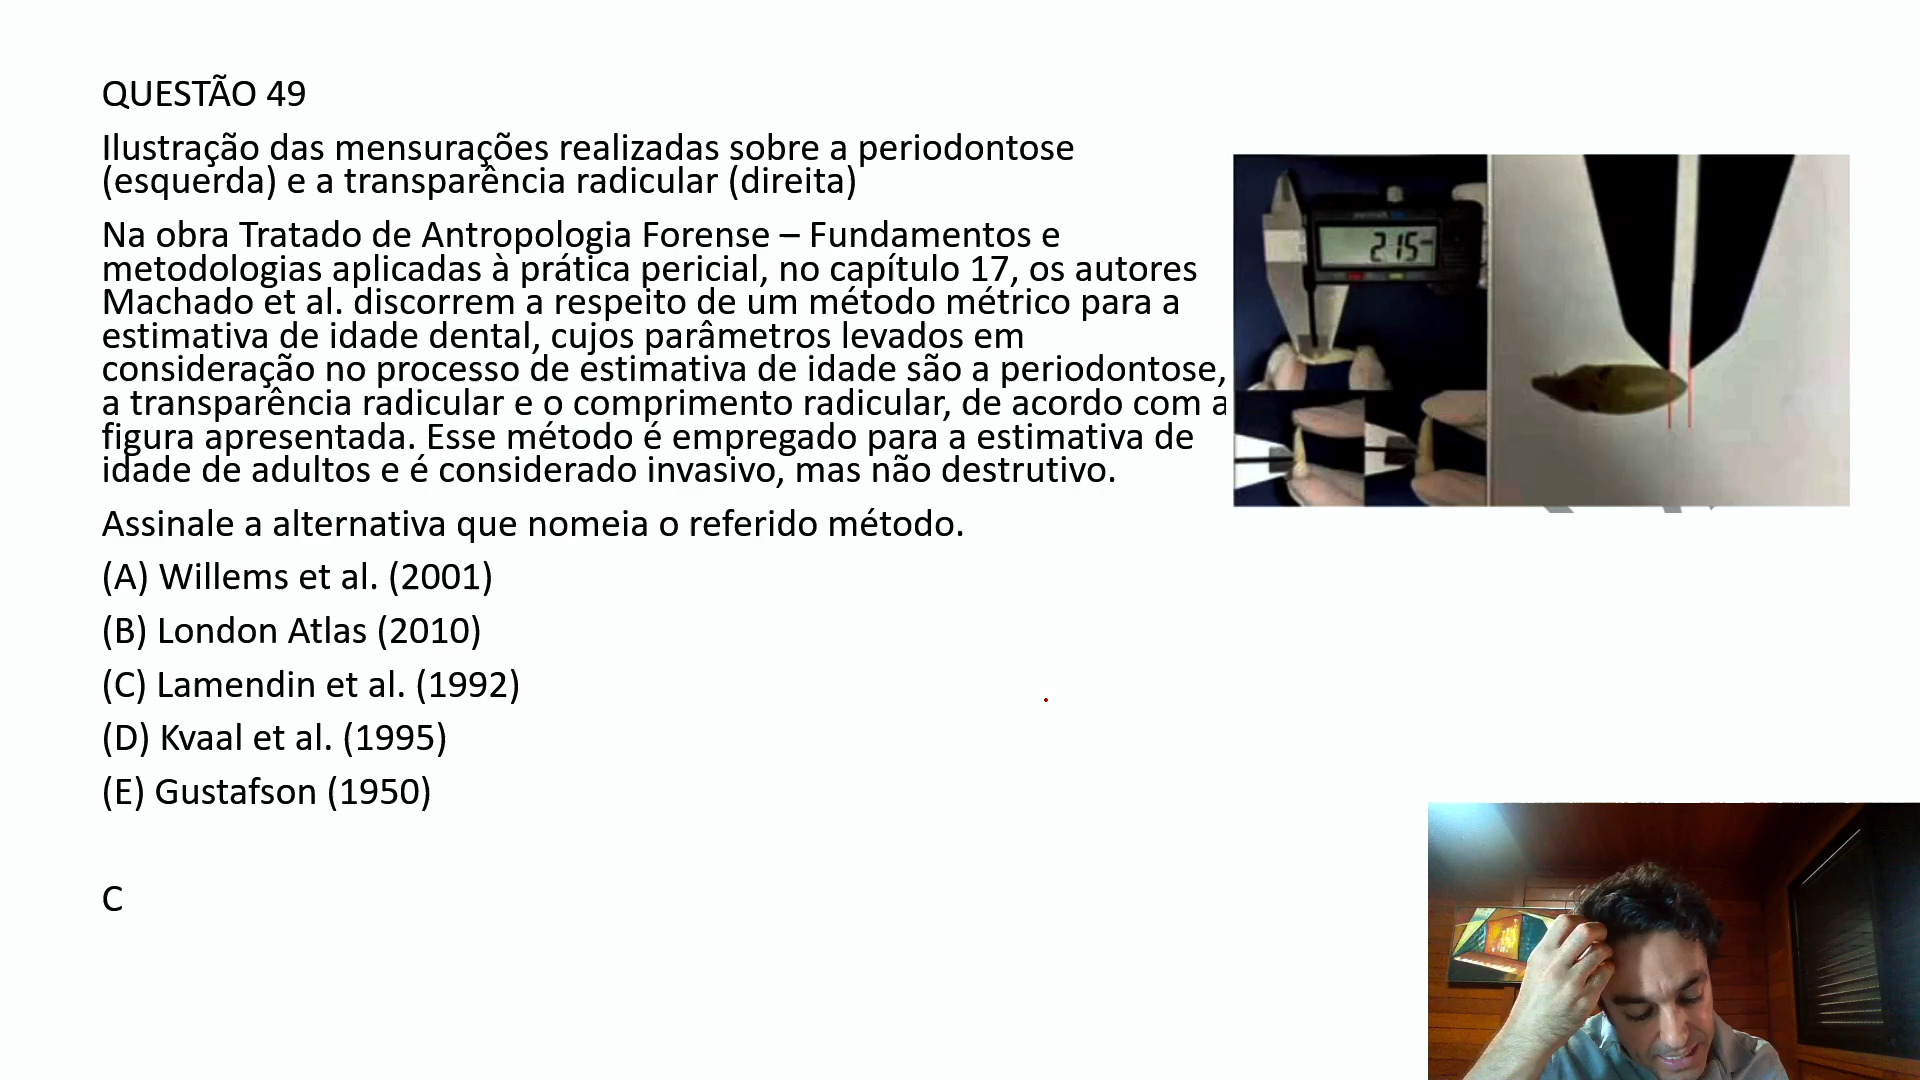 QUESTÃO 49
Ilustração das mensurações realizadas sobre a periodontose
(esquerda) e a transparência radicular (direita)
Na obra Tratado de Antropologia Forense – Fundamentos e
metodologias aplicadas à prática pericial, no capítulo 17, os autores
Machado et al. discorrem a respeito de um método métrico para a
estimativa de idade dental, cujos parâmetros levados em
consideração no processo de estimativa de idade são a periodontose,
a transparência radicular e o comprimento radicular, de acordo com a
figura apresentada. Esse método é empregado para a estimativa de
idade de adultos e é considerado invasivo, mas não destrutivo.
Assinale a alternativa que nomeia o referido método.
(A) Willems et al. (2001)
(B) London Atlas (2010)
(C) Lamendin et al. (1992)
(D) Kvaal et al. (1995)
(E) Gustafson (1950)
C